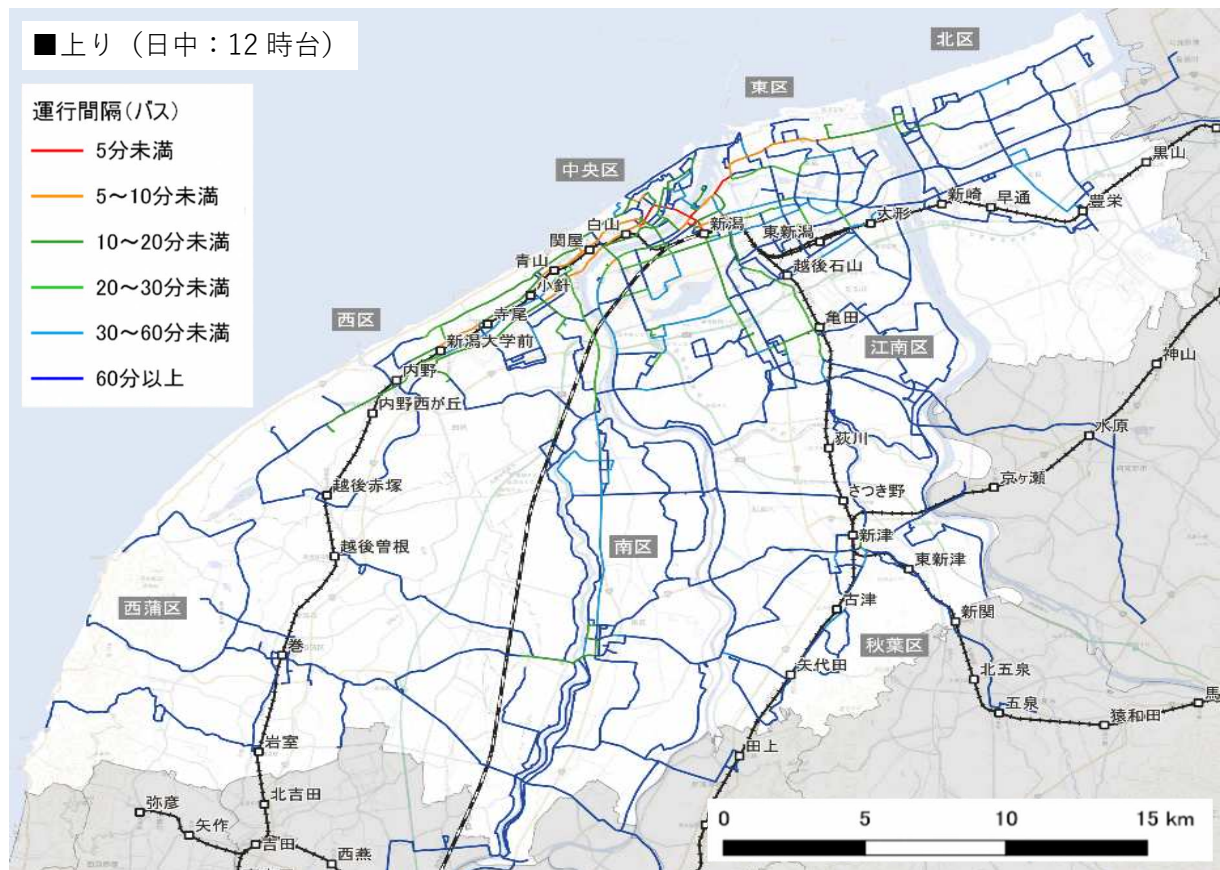 ■上り（日中：12 時台）
運行間隔(バス)
5分未満
5～10分未満
10～20分未満
20～30分未満
30～60分未満
60分以上
北区
東区
中央区
西区
江南区
南区
西蒲区
秋葉区
黒山
豊栄
早通
新崎
大形
東新潟
新潟
白山
関屋
青山
小針
寺尾
新潟大学前
内野
内野西が丘
越後石山
亀田
神山
水原
荻川
京ヶ瀬
さつき野
越後赤塚
新津
越後曽根
東新津
古津
新関
巻
矢代田
北五泉
五泉
猿和田
馬
岩室
田上
北吉田
弥彦
矢作
吉田
西燕
0 5 10 15 km